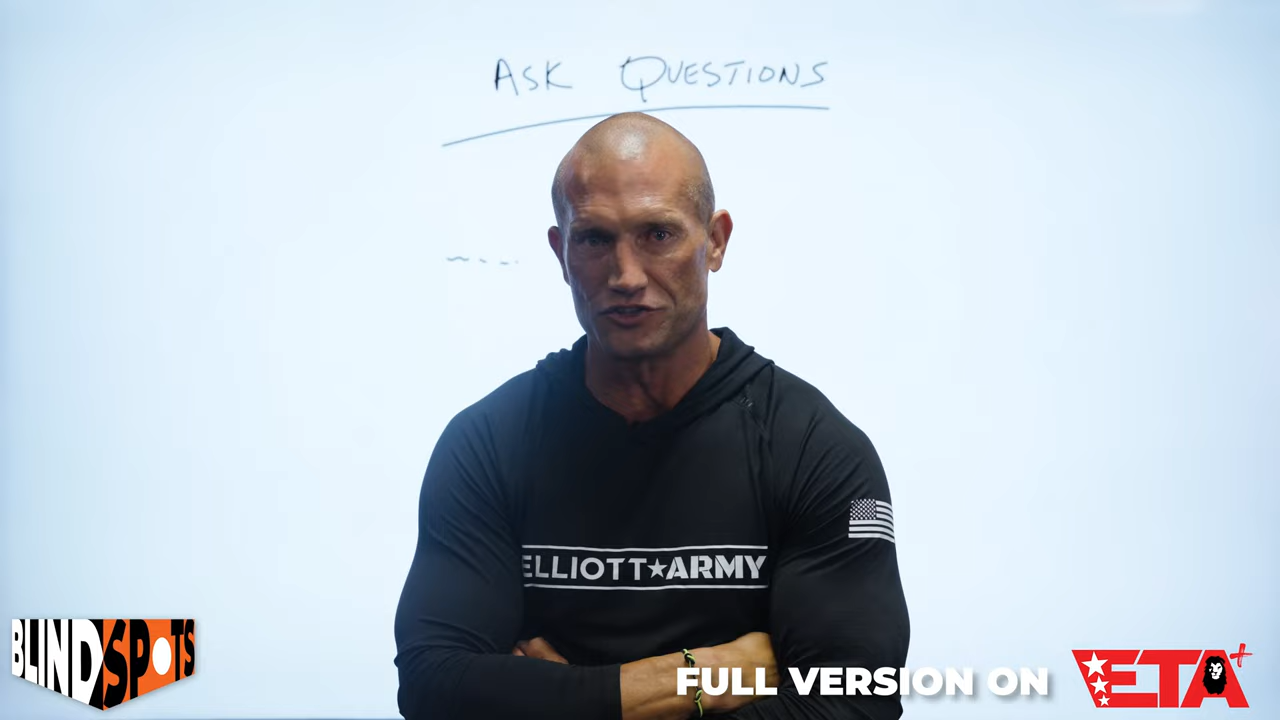 ASK QUESTIONS
ELLIOTT★ARMY
BLINDSPOTS
FULL VERSION ON
ETA+